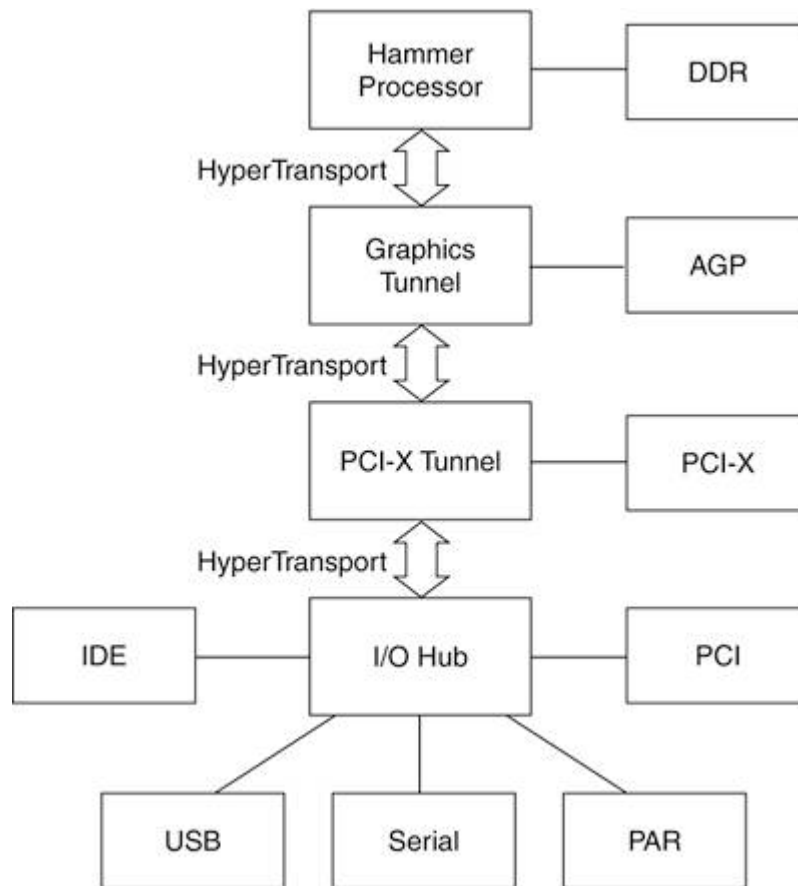 Hammer
Processor
DDR
HyperTransport
Graphics
Tunnel
AGP
HyperTransport
PCI-X Tunnel
PCI-X
HyperTransport
IDE
I/O Hub
PCI
USB
Serial
PAR